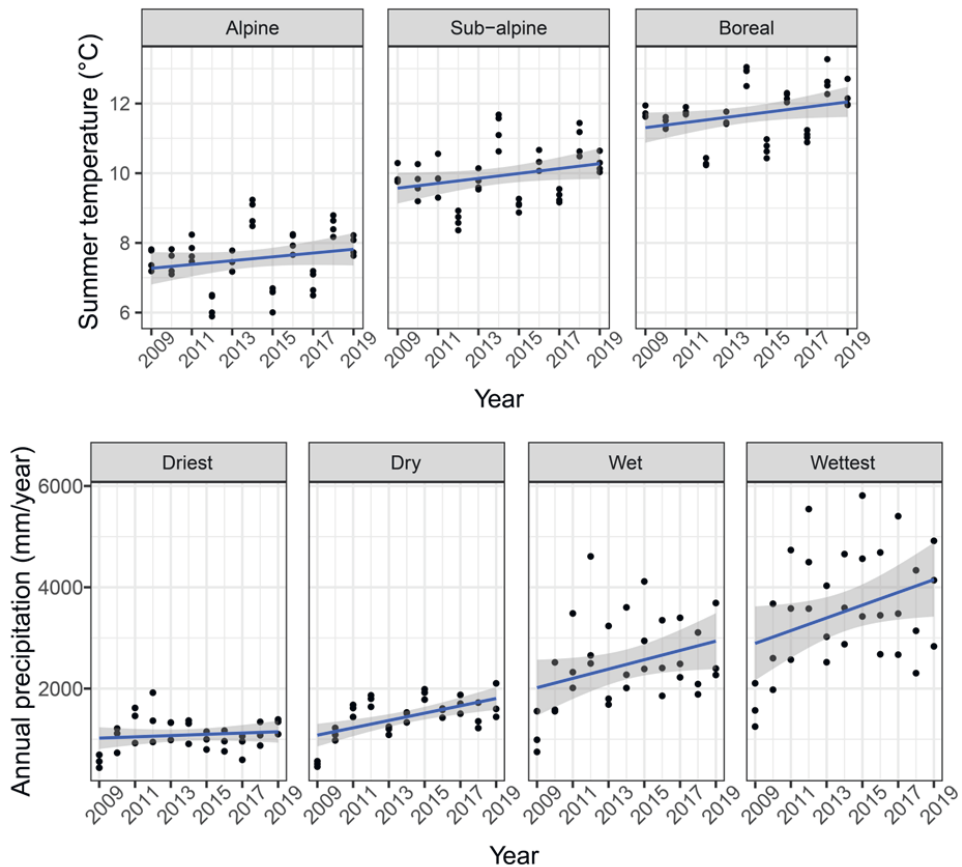 Alpine Sub−alpine Boreal
Summer temperature (°C)
12
10
8
6
2009 2011 2013 2015 2017 2019 2009 2011 2013 2015 2017 2019 2009 2011 2013 2015 2017 2019
Year
Driest Dry Wet Wettest
Annual precipitation (mm/year)
6000
4000
2000
2009 2011 2013 2015 2017 2019 2009 2011 2013 2015 2017 2019 2009 2011 2013 2015 2017 2019 2009 2011 2013 2015 2017 2019
Year